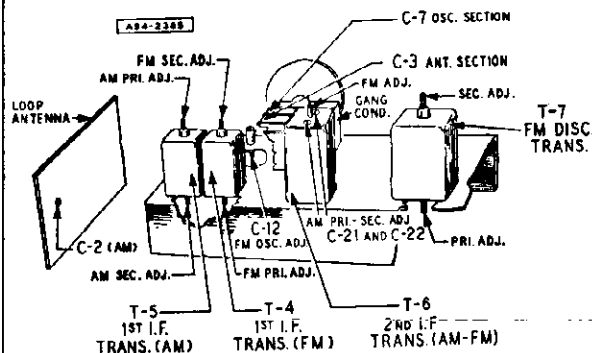 A94-2385
C-7 OSC. SECTION
C-3 ANT. SECTION
FM SEC. ADJ.
AM PRI. ADJ.
FM ADJ.
GANG
COND.
SEC. ADJ.
LOOP
ANTENNA
T-7
FM DISC.
TRANS.
C-2 (AM)
C-12
FM OSC. ADJ.
AM PRI.-SEC. ADJ
C-21 AND C-22
PRI. ADJ.
AM SEC. ADJ.
FM PRI. ADJ.
T-5
1ST I.F.
TRANS. (AM)
T-4
1ST I.F.
TRANS. (FM)
T-6
2ND I.F
TRANS. (AM-FM)